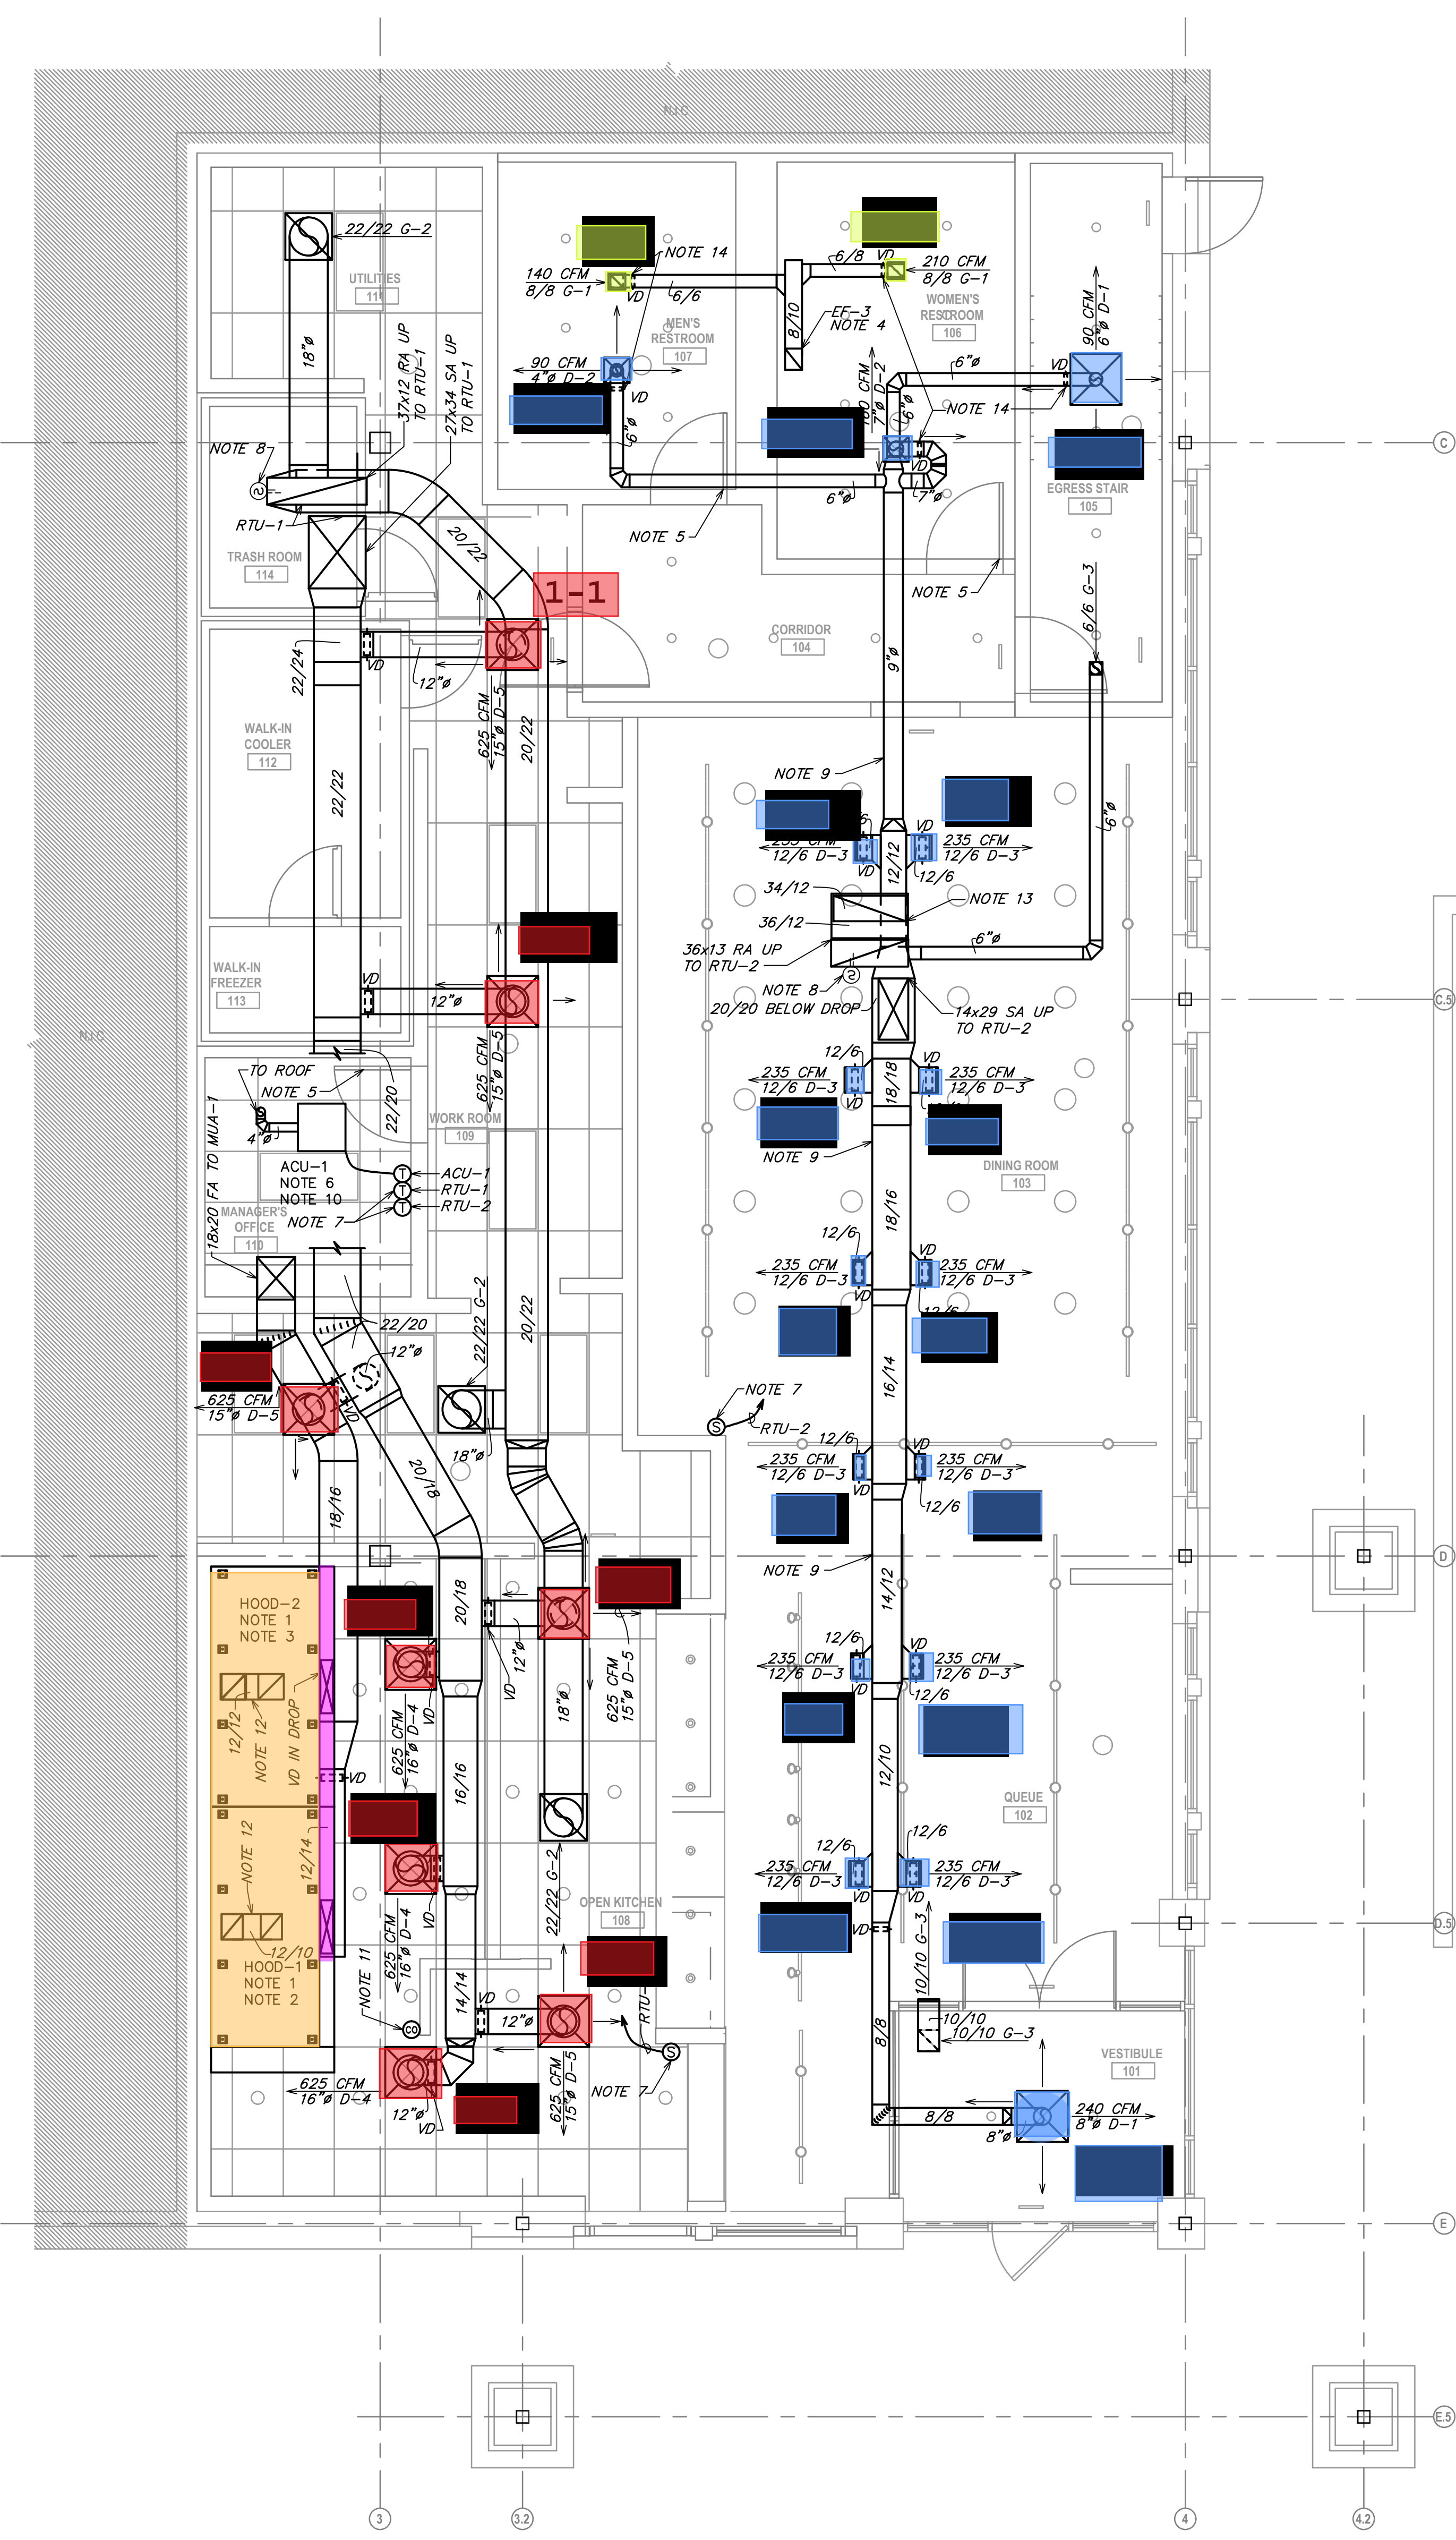 N.I.C
22/22 G-2
UTILITIES
111
18"ø
37x12 RA UP
TO RTU-1
27x34 SA UP
TO RTU-1
NOTE 8
S
RTU-1
TRASH ROOM
114
20/22
1-1
140 CFM
8/8 G-1
VD
NOTE 14
6/6
MEN'S
RESTROOM
107
90 CFM
4"ø D-2
VD
6"ø
8/10
EF-3
NOTE 4
6/8
VD
210 CFM
8/8 G-1
WOMEN'S
RESTROOM
106
7"ø D-2
6"ø
VD
6"ø
7"ø
6"ø
VD
NOTE 14
90 CFM
6"ø D-1
C
EGRESS STAIR
105
NOTE 5
NOTE 5
6/6 G-3
CORRIDOR
104
22/24
VD
12"ø
625 CFM
15"ø D-5
20/22
9"ø
WALK-IN
COOLER
112
22/22
NOTE 9
VD
235 CFM
12/6 D-3
VD
235 CFM
12/6 D-3
12/6
12/12
6"ø
34/12
36/12
NOTE 13
36x13 RA UP
TO RTU-2
NOTE 8
S
6"ø
20/20 BELOW DROP
14x29 SA UP
TO RTU-2
C.5
WALK-IN
FREEZER
113
VD
12"ø
625 CFM
15"ø D-5
N.I.C
TO ROOF
NOTE 5
22/20
4"ø
ACU-1
NOTE 6
NOTE 10
T
ACU-1
T
RTU-1
T
RTU-2
NOTE 7
WORK ROOM
109
18x20 FA TO MUA-1
MANAGER'S
OFFICE
110
12/6
VD
235 CFM
12/6 D-3
VD
235 CFM
12/6 D-3
18/18
NOTE 9
DINING ROOM
103
18/16
12/6
VD
235 CFM
12/6 D-3
VD
235 CFM
12/6 D-3
12/6
22/22 G-2
20/22
22/20
12"ø
625 CFM
15"ø D-5
VD
18"ø
16/14
S
NOTE 7
RTU-2
12/6
VD
235 CFM
12/6 D-3
VD
235 CFM
12/6 D-3
12/6
20/18
18/16
NOTE 9
D
HOOD-2
NOTE 1
NOTE 3
20/18
12"ø
VD
625 CFM
15"ø D-5
14/12
12/6
VD
235 CFM
12/6 D-3
VD
235 CFM
12/6 D-3
12/6
12/12
NOTE 12
VD IN DROP
VD
VD
625 CFM
16"ø D-4
16/16
18"ø
12/10
QUEUE
102
NOTE 12
12/14
12/6
VD
235 CFM
12/6 D-3
12/6
235 CFM
12/6 D-3
VD
VD
625 CFM
16"ø D-4
22/22 G-2
OPEN KITCHEN
108
VD
10/10 G-3
D.5
12/10
HOOD-1
NOTE 1
NOTE 2
NOTE 11
CO
14/14
VD
12"ø
625 CFM
15"ø D-5
S
NOTE 7
8/8
10/10
10/10 G-3
VESTIBULE
101
625 CFM
16"ø D-4
12"ø
VD
8/8
8"ø
240 CFM
8"ø D-1
E
E.5
3
3.2
4
4.2